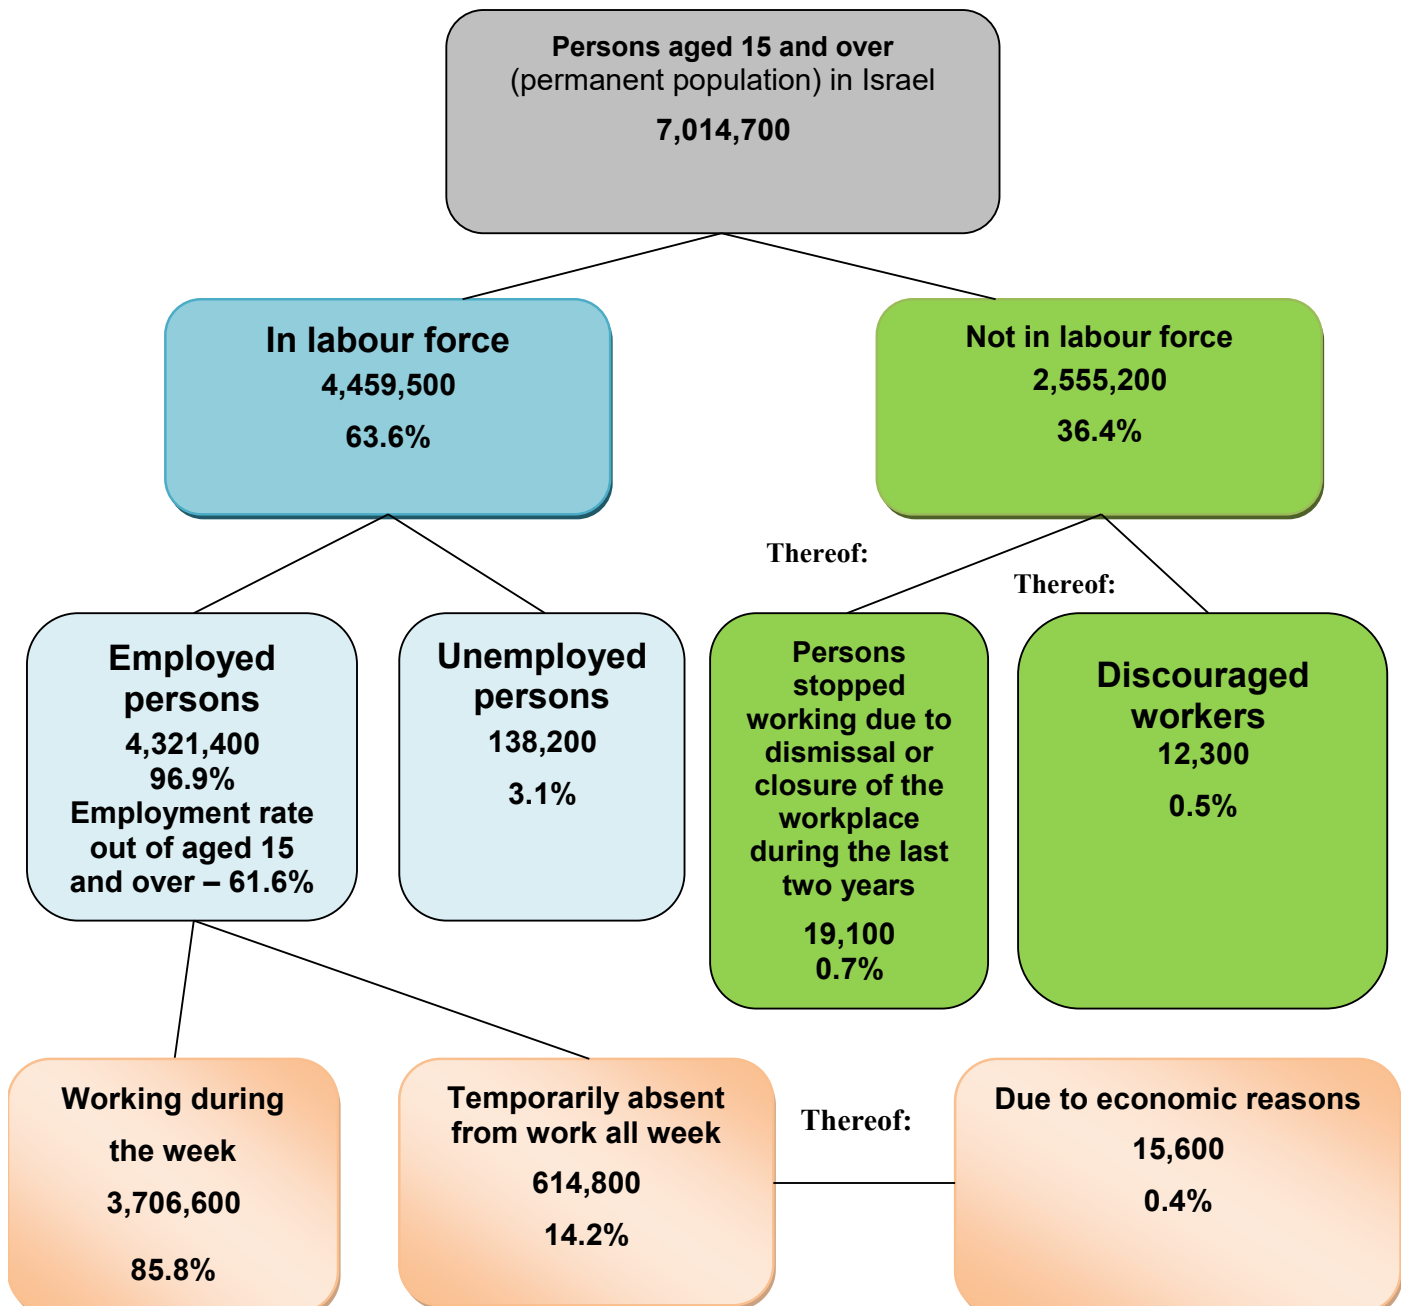 Persons aged 15 and over
(permanent population) in Israel
7,014,700
In labour force
4,459,500
63.6%
Not in labour force
2,555,200
36.4%
Thereof:
Thereof:
Employed
persons
4,321,400
96.9%
Employment rate
out of aged 15
and over – 61.6%
Unemployed
persons
138,200
3.1%
Persons
stopped
working due to
dismissal or
closure of the
workplace
during the last
two years
19,100
0.7%
Discouraged
workers
12,300
0.5%
Working during
the week
3,706,600
85.8%
Temporarily absent
from work all week
614,800
14.2%
Thereof:
Due to economic reasons
15,600
0.4%